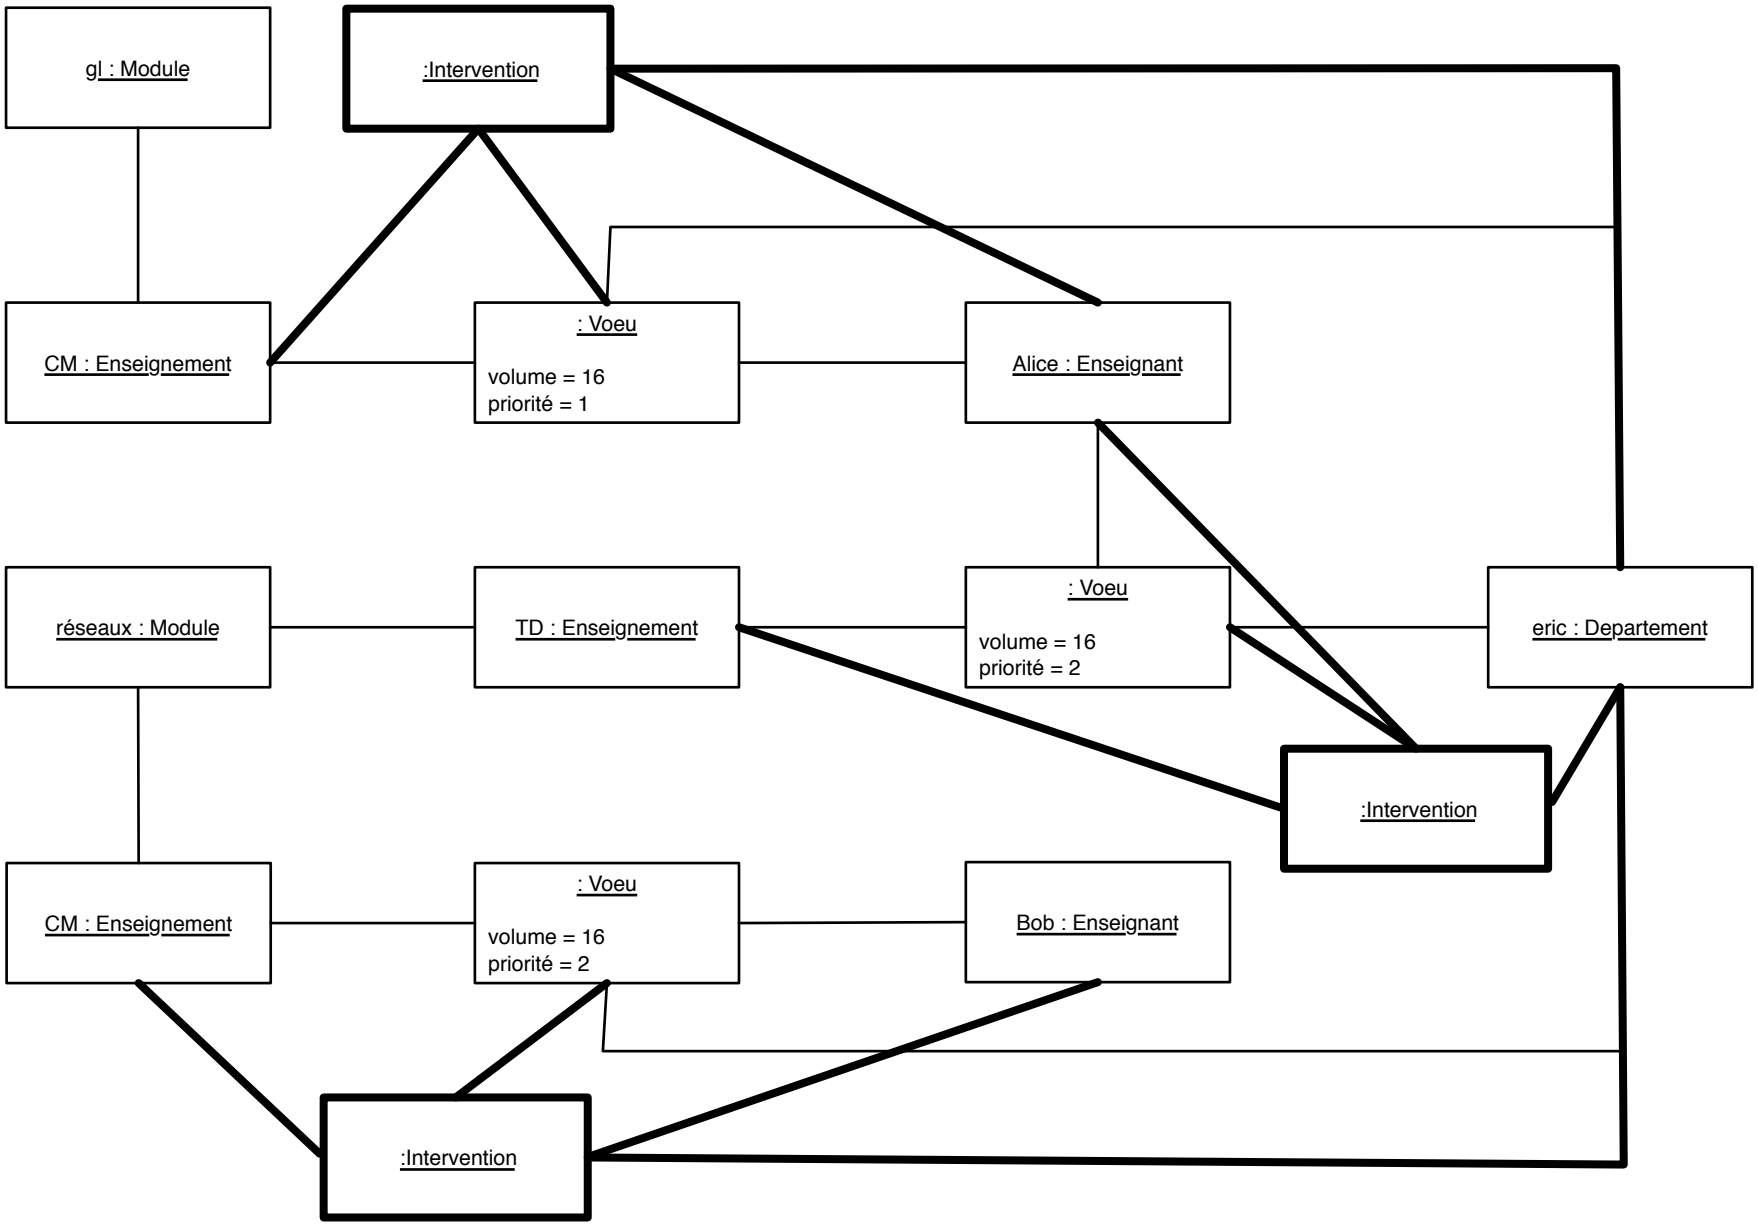 gl : Module
:Intervention
CM : Enseignement
: Voeu
volume = 16
priorité = 1
Alice : Enseignant
réseaux : Module
TD : Enseignement
: Voeu
volume = 16
priorité = 2
eric : Departement
:Intervention
CM : Enseignement
: Voeu
volume = 16
priorité = 2
Bob : Enseignant
:Intervention